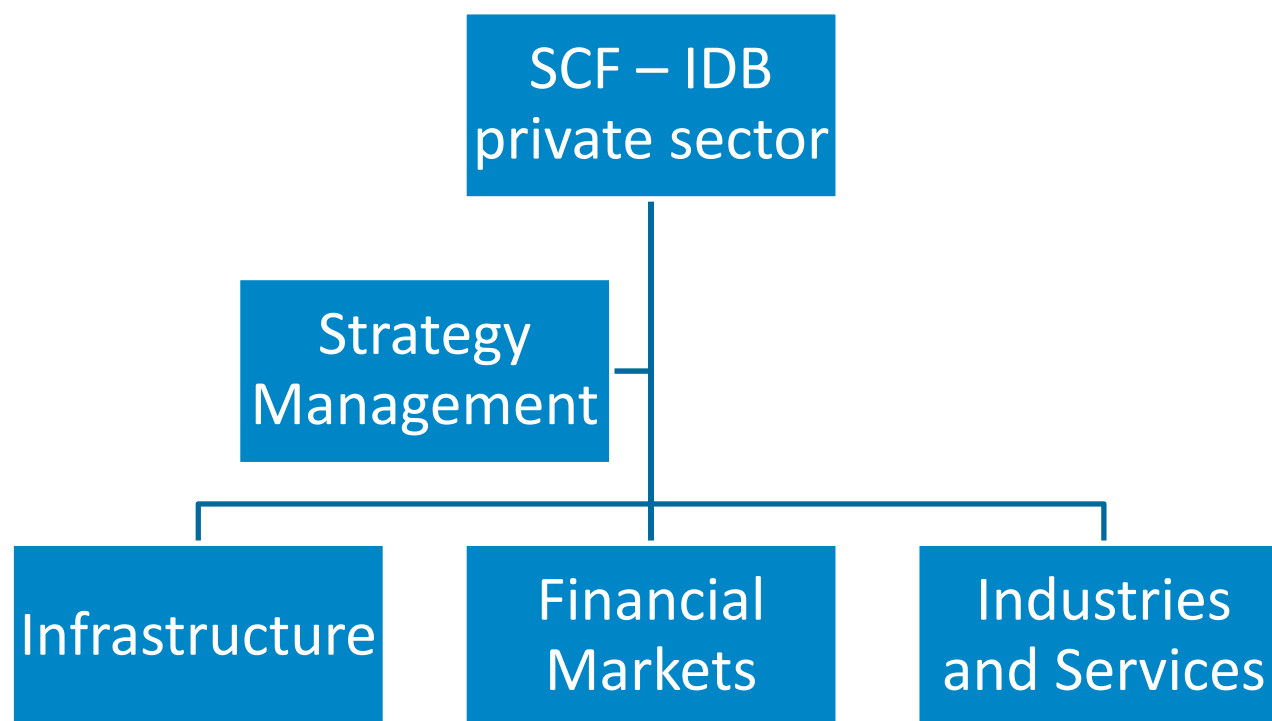 SCF – IDB
private sector
Strategy
Management
Infrastructure
Financial
Markets
Industries
and Services